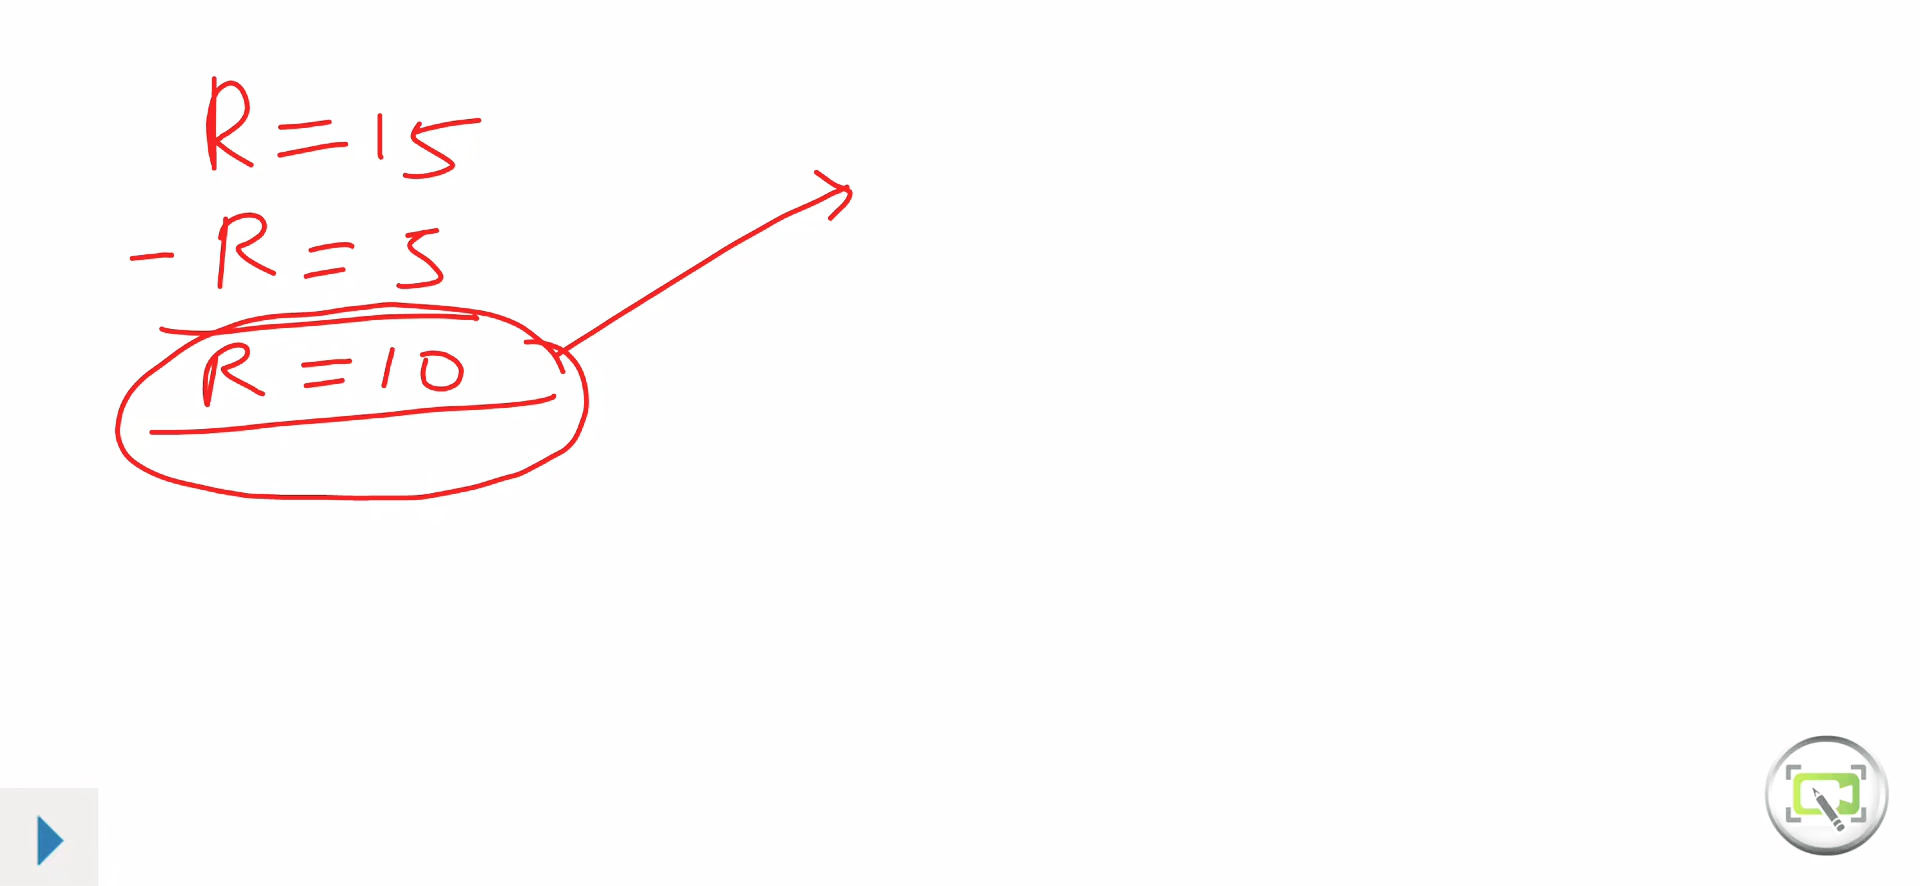 R = 15
- R = 5
R = 10